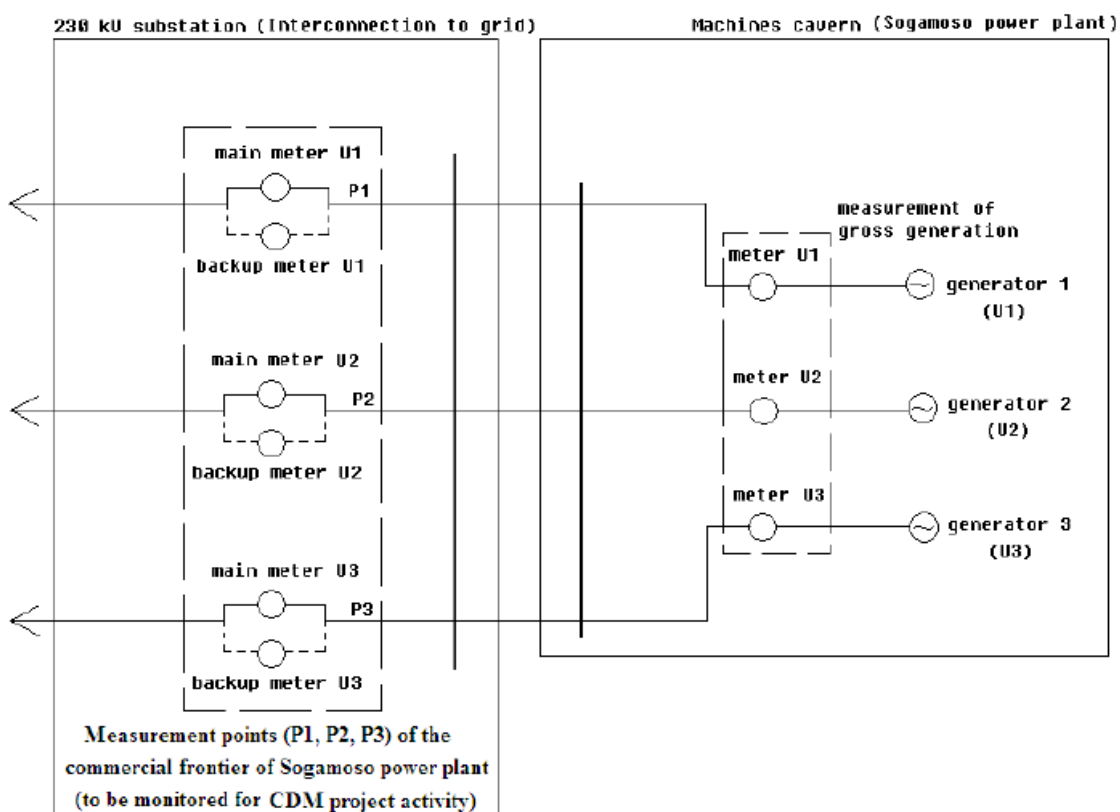 230 kU substation (Interconnection to grid)
Machines cavern (Sogamoso power plant)
main meter U1
P1
backup meter U1
measurement of
gross generation
meter U1
generator 1
(U1)
main meter U2
P2
backup meter U2
meter U2
generator 2
(U2)
meter U3
generator 3
(U3)
main meter U3
P3
backup meter U3
Measurement points (P1, P2, P3) of the
commercial frontier of Sogamoso power plant
(to be monitored for CDM project activity)